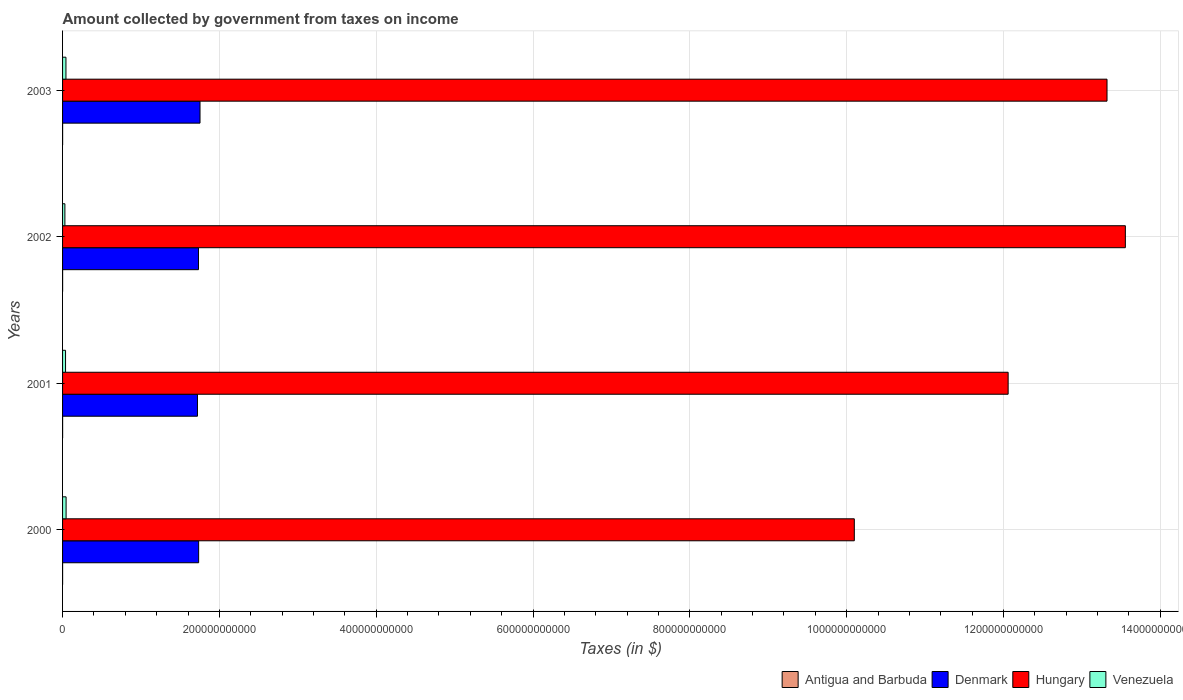 Amount collected by government from taxes on income
Years
2003
2002
2001
2000
0
200000000000
400000000000
600000000000
800000000000
1000000000000
1200000000000
Taxes (in $)
Antigua and Barbuda
Denmark
Hungary
Venezuela